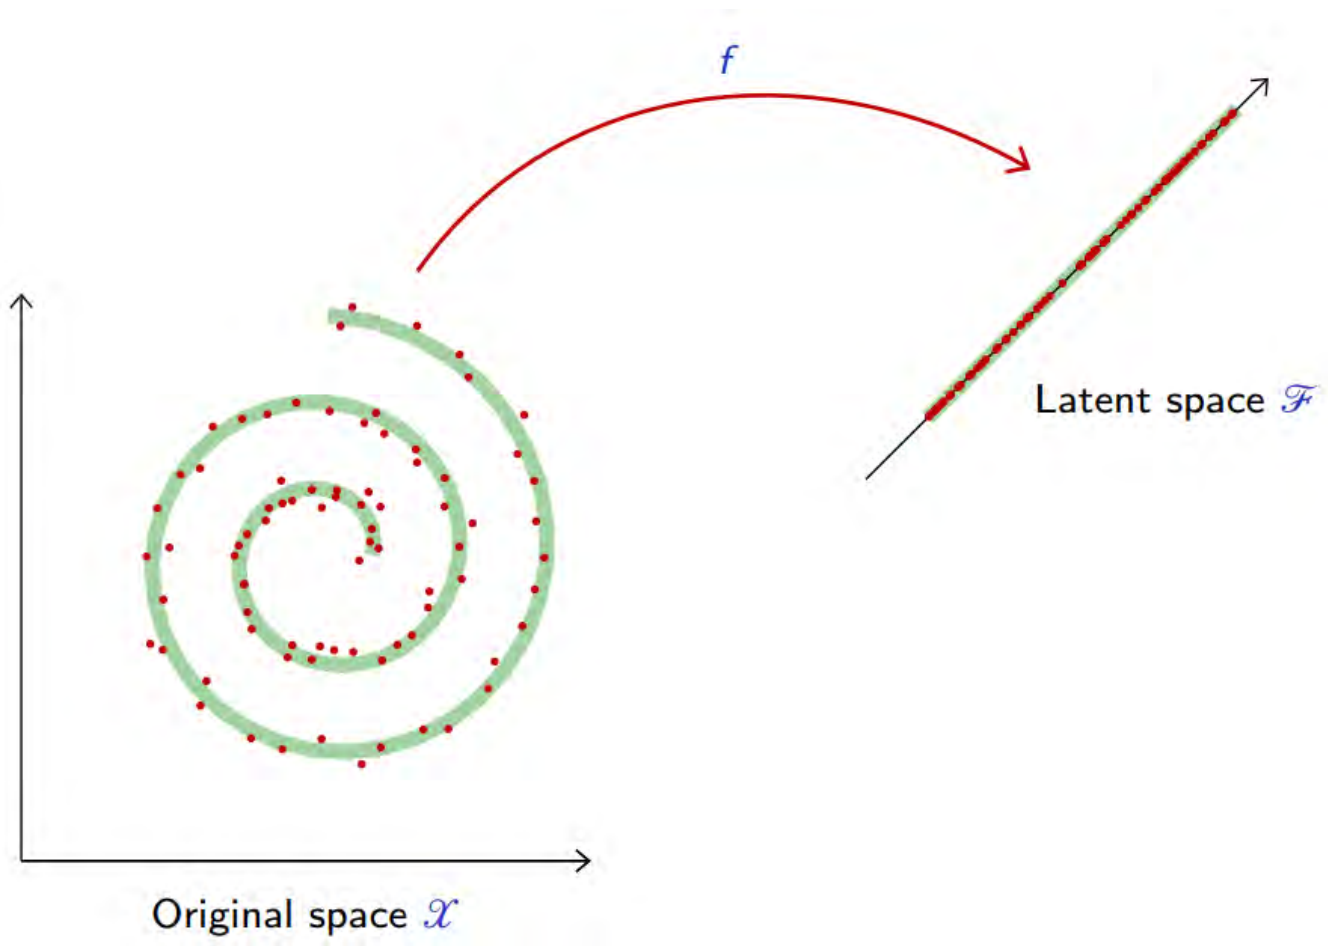 f
Latent space ℱ
Original space 𝒳